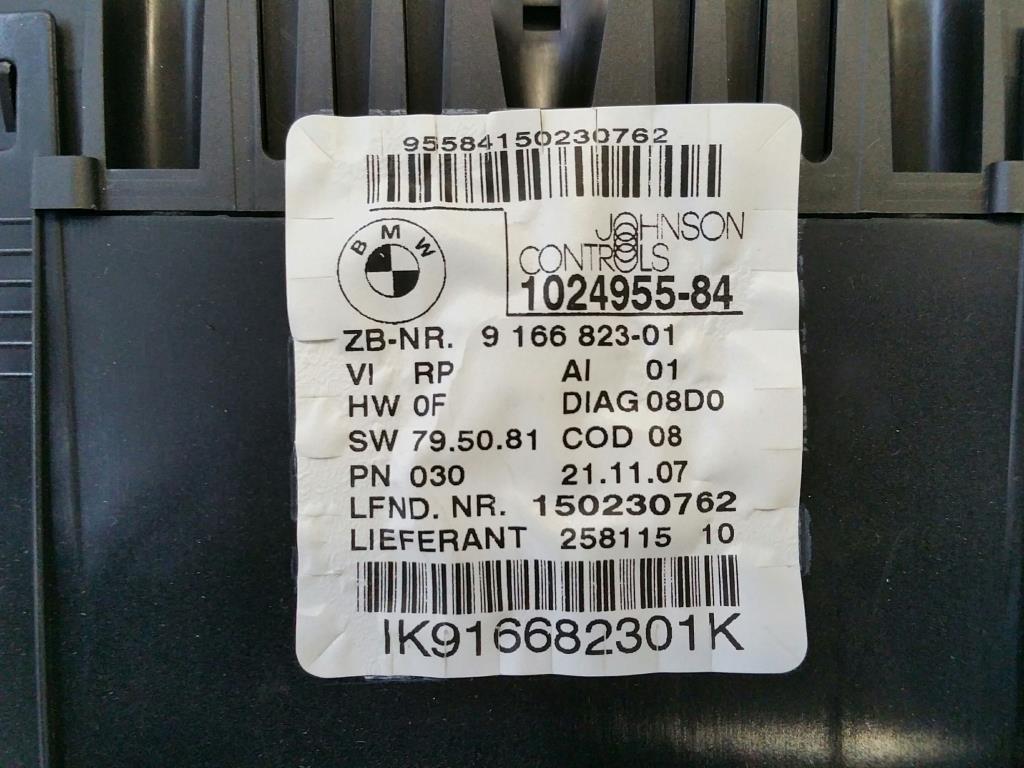 95584150230762
BMW
JOHNSON
CONTROLS
1024955-84
ZB-NR. 9 166 823-01
VI RP AI 01
HW 0F DIAG 08D0
SW 79.50.81 COD 08
PN 030 21.11.07
LFND. NR. 150230762
LIEFERANT 258115 10
IK916682301K